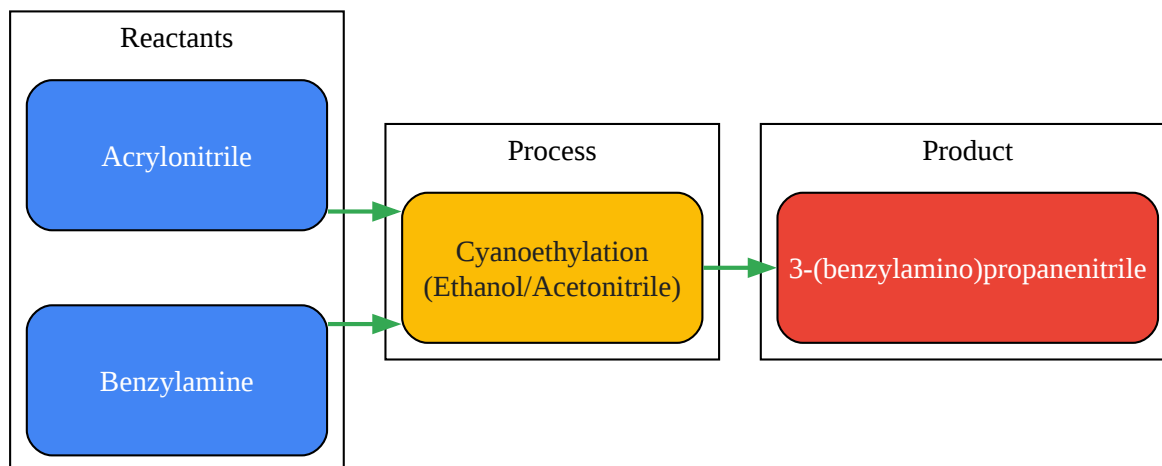 Reactants
Acrylonitrile
Benzylamine
Process
Cyanoethylation
(Ethanol/Acetonitrile)
Product
3-(benzylamino)propanenitrile